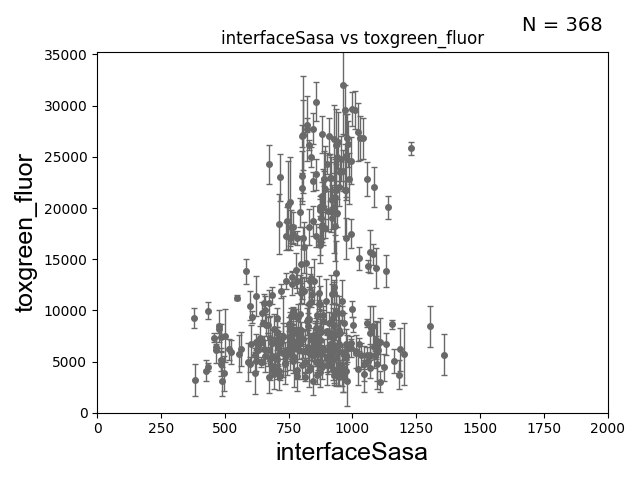 N = 368
interfaceSasa vs toxgreen_fluor
35000
30000
25000
20000
15000
10000
5000
0
toxgreen_fluor
0 250 500 750 1000 1250 1500 1750 2000
interfaceSasa